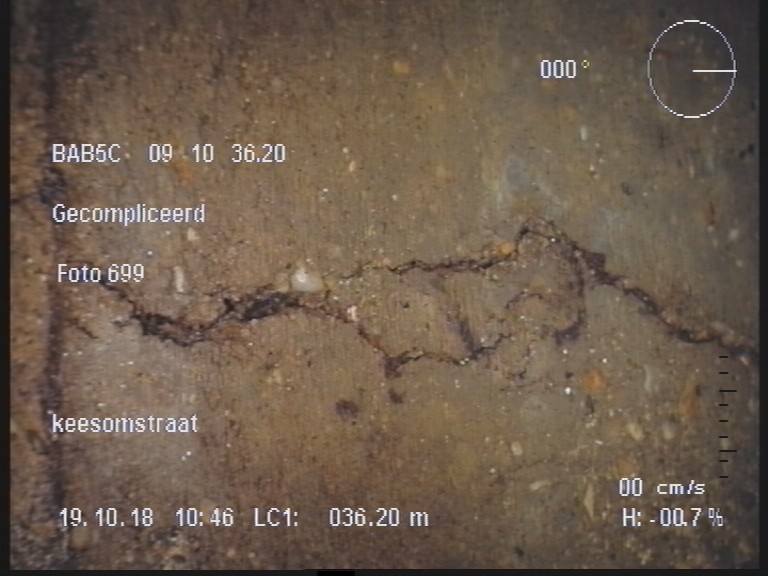 000°
BAB5C 09 10 36.20
Gecompliceerd
Foto 699
keesomstraat
00 cm/s
19.10.18 10:46 LC1: 036.20 m H: -00.7 %